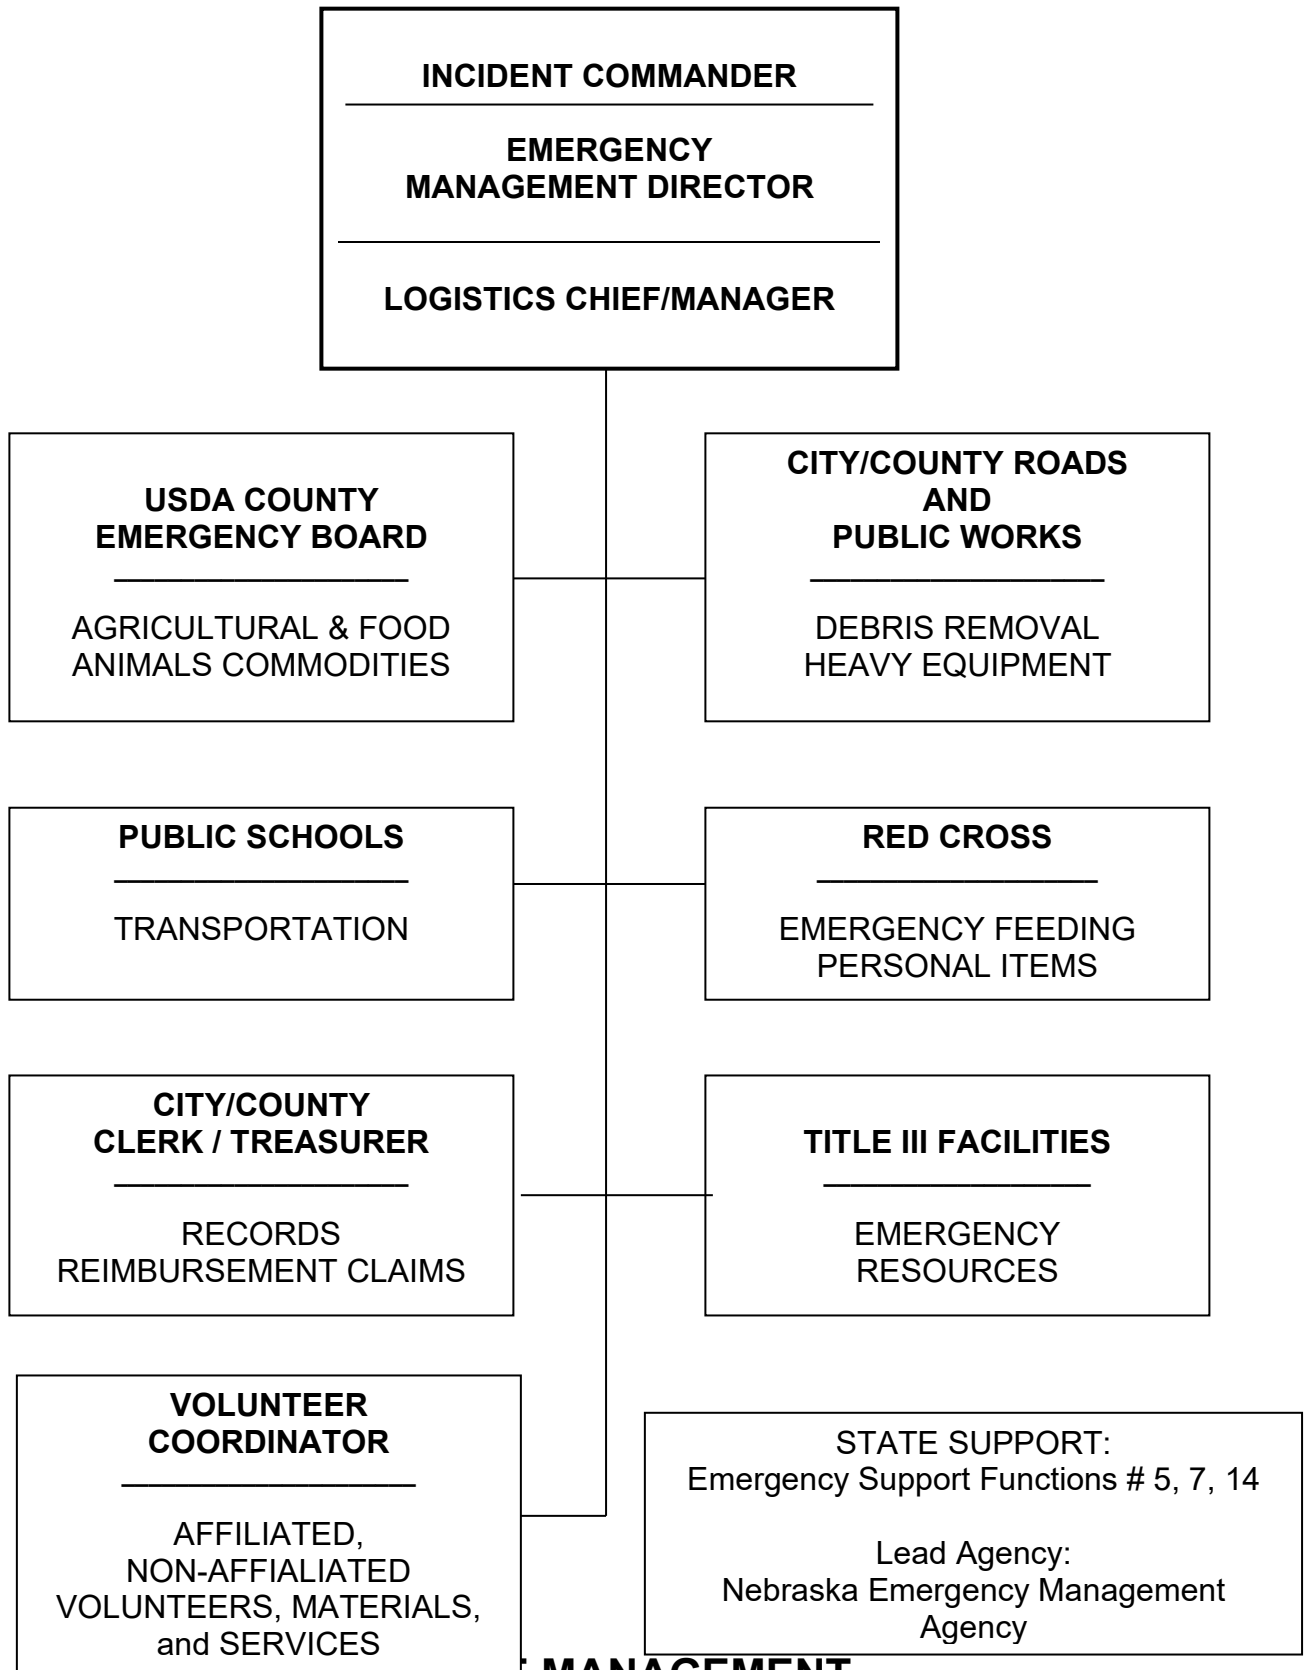 INCIDENT COMMANDER
EMERGENCY
MANAGEMENT DIRECTOR
LOGISTICS CHIEF/MANAGER
USDA COUNTY
EMERGENCY BOARD
AGRICULTURAL & FOOD
ANIMALS COMMODITIES
CITY/COUNTY ROADS
AND
PUBLIC WORKS
DEBRIS REMOVAL
HEAVY EQUIPMENT
PUBLIC SCHOOLS
TRANSPORTATION
RED CROSS
EMERGENCY FEEDING
PERSONAL ITEMS
CITY/COUNTY
CLERK / TREASURER
RECORDS
REIMBURSEMENT CLAIMS
TITLE III FACILITIES
EMERGENCY
RESOURCES
VOLUNTEER
COORDINATOR
AFFILIATED,
NON-AFFIALIATED
VOLUNTEERS, MATERIALS,
and SERVICES
STATE SUPPORT:
Emergency Support Functions # 5, 7, 14
Lead Agency:
Nebraska Emergency Management
Agency
MANAGEMENT